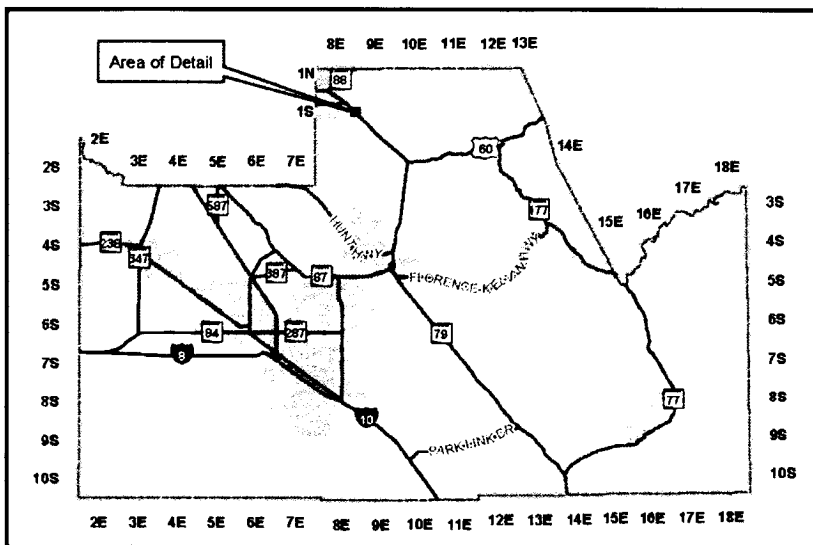 8E 9E 10E 11E 12E 13E
Area of Detail
1N
88
1S
2E
60
14E
3E 4E 5E 6E 7E
18E
2S
17E
3S
587
177
15E
16E
3S
HUNT HWY
4S
238
347
4S
FLORENCE-KELVIN HWY
5S
387
87
5S
6S
84
287
79
6S
7S
8
7S
8S
77
8S
10
9S
PARK LINK DR
9S
10S
10S
2E 3E 4E 5E 6E 7E 8E 9E 10E 11E 12E 13E 14E 15E 16E 17E 18E